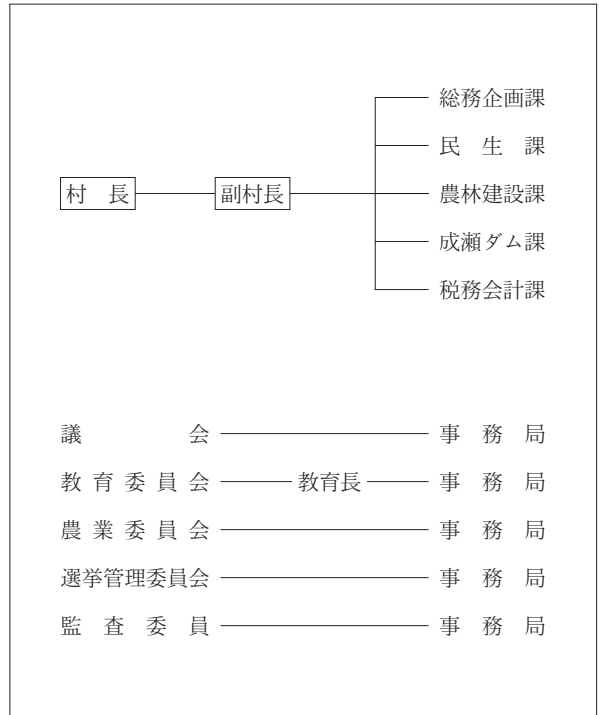 総務企画課
民生課
村長 副村長 農林建設課
成瀬ダム課
税務会計課
議会 事務局
教育委員会 教育長 事務局
農業委員会 事務局
選挙管理委員会 事務局
監査委員 事務局